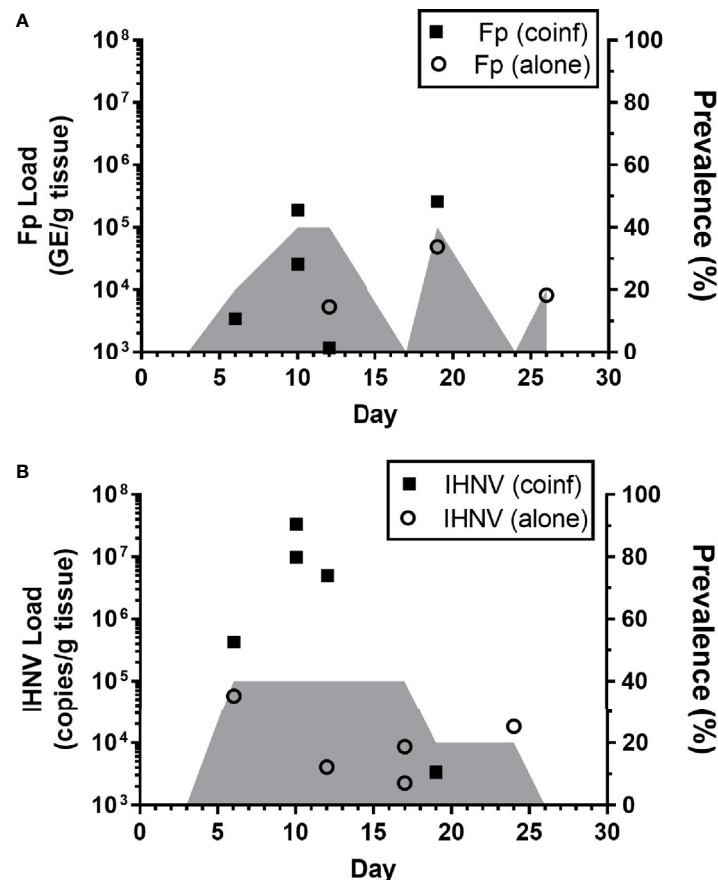 A
Fp (coinf)
Fp (alone)
Fp Load
(GE/g tissue)
10⁸
10⁷
10⁶
10⁵
10⁴
10³
100
80
60
40
20
0
Prevalence (%)
0 5 10 15 20 25 30
Day
B
IHNV (coinf)
IHNV (alone)
IHNV Load
(copies/g tissue)
10⁸
10⁷
10⁶
10⁵
10⁴
10³
100
80
60
40
20
0
Prevalence (%)
0 5 10 15 20 25 30
Day